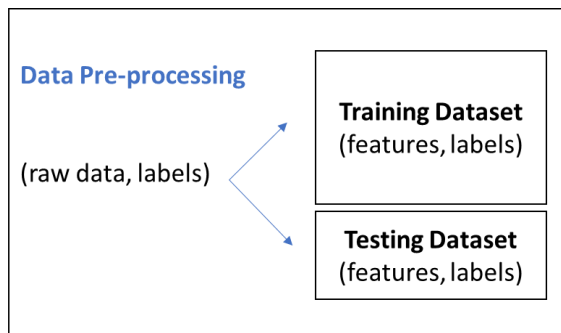 Data Pre-processing
(raw data, labels)
Training Dataset
(features, labels)
Testing Dataset
(features, labels)